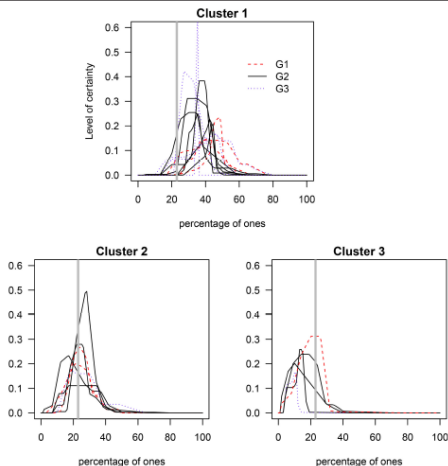 Cluster 1
0.6
0.5
0.4
0.3
0.2
0.1
0.0
Level of certainty
G1
G2
G3
0 20 40 60 80 100
percentage of ones
Cluster 2
0.6
0.5
0.4
0.3
0.2
0.1
0.0
0 20 40 60 80 100
percentage of ones
Cluster 3
0.6
0.5
0.4
0.3
0.2
0.1
0.0
0 20 40 60 80 100
percentage of ones